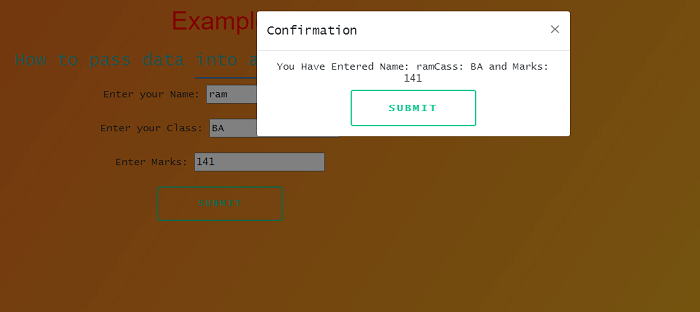 Exampl
How to pass data into a
Enter your Name: ram
Enter your Class: BA
Enter Marks: 141
SUBMIT
Confirmation
×
You Have Entered Name: ramCass: BA and Marks:
141
SUBMIT